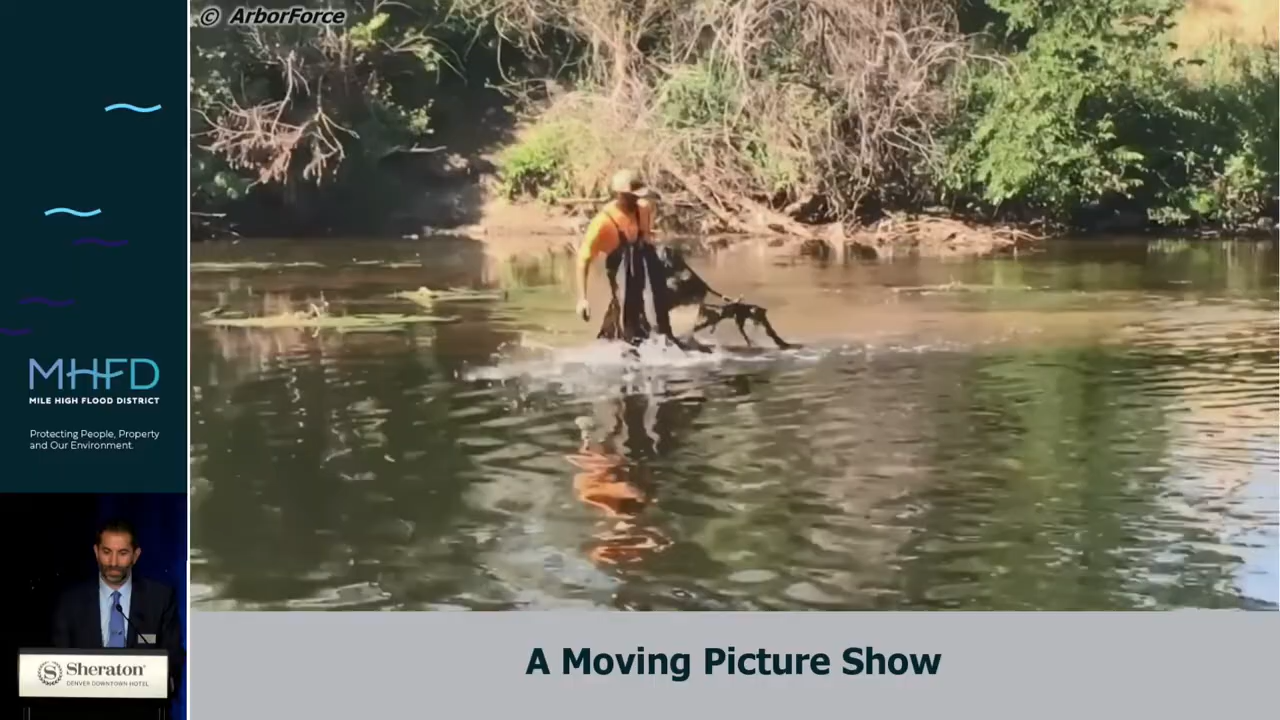 © ArborForce
MHFD
MILE HIGH FLOOD DISTRICT
Protecting People, Property
and Our Environment.
S Sheraton®
DENVER DOWNTOWN HOTEL
A Moving Picture Show